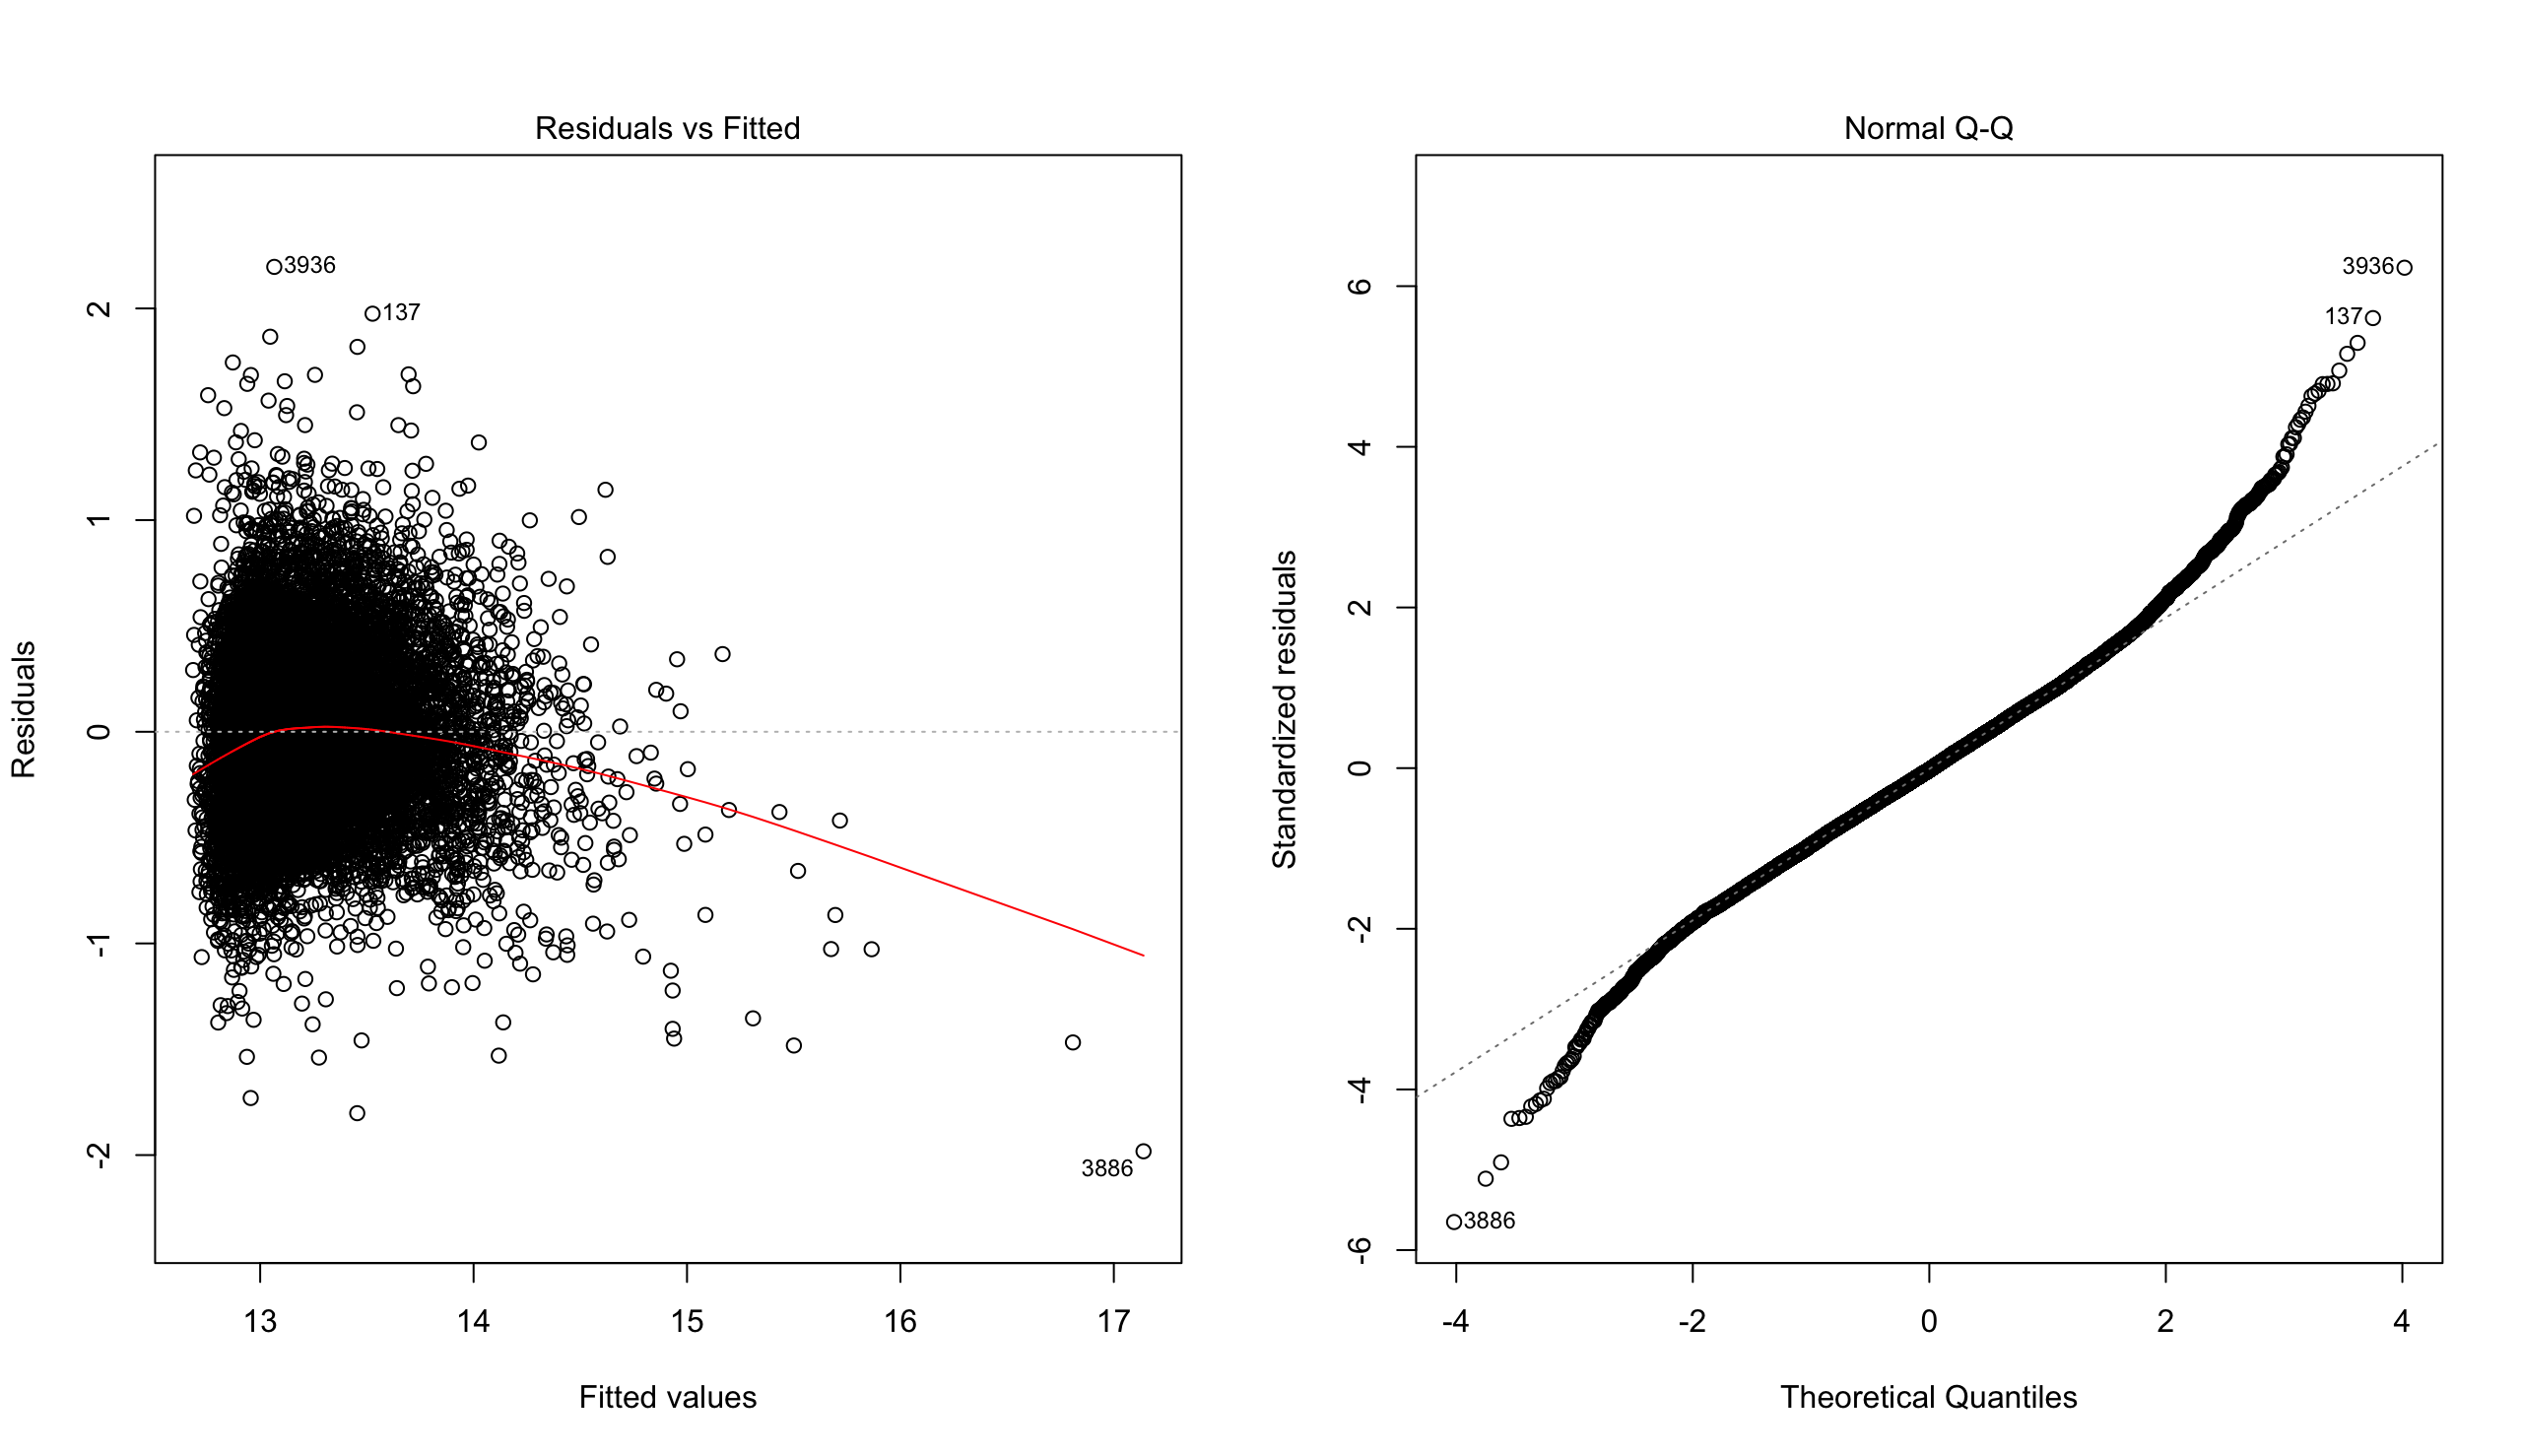 Residuals vs Fitted
Residuals
2
1
0
-1
-2
3936
137
3886
13 14 15 16 17
Fitted values
Normal Q-Q
Standardized residuals
6
4
2
0
-2
-4
-6
3936
137
3886
-4 -2 0 2 4
Theoretical Quantiles